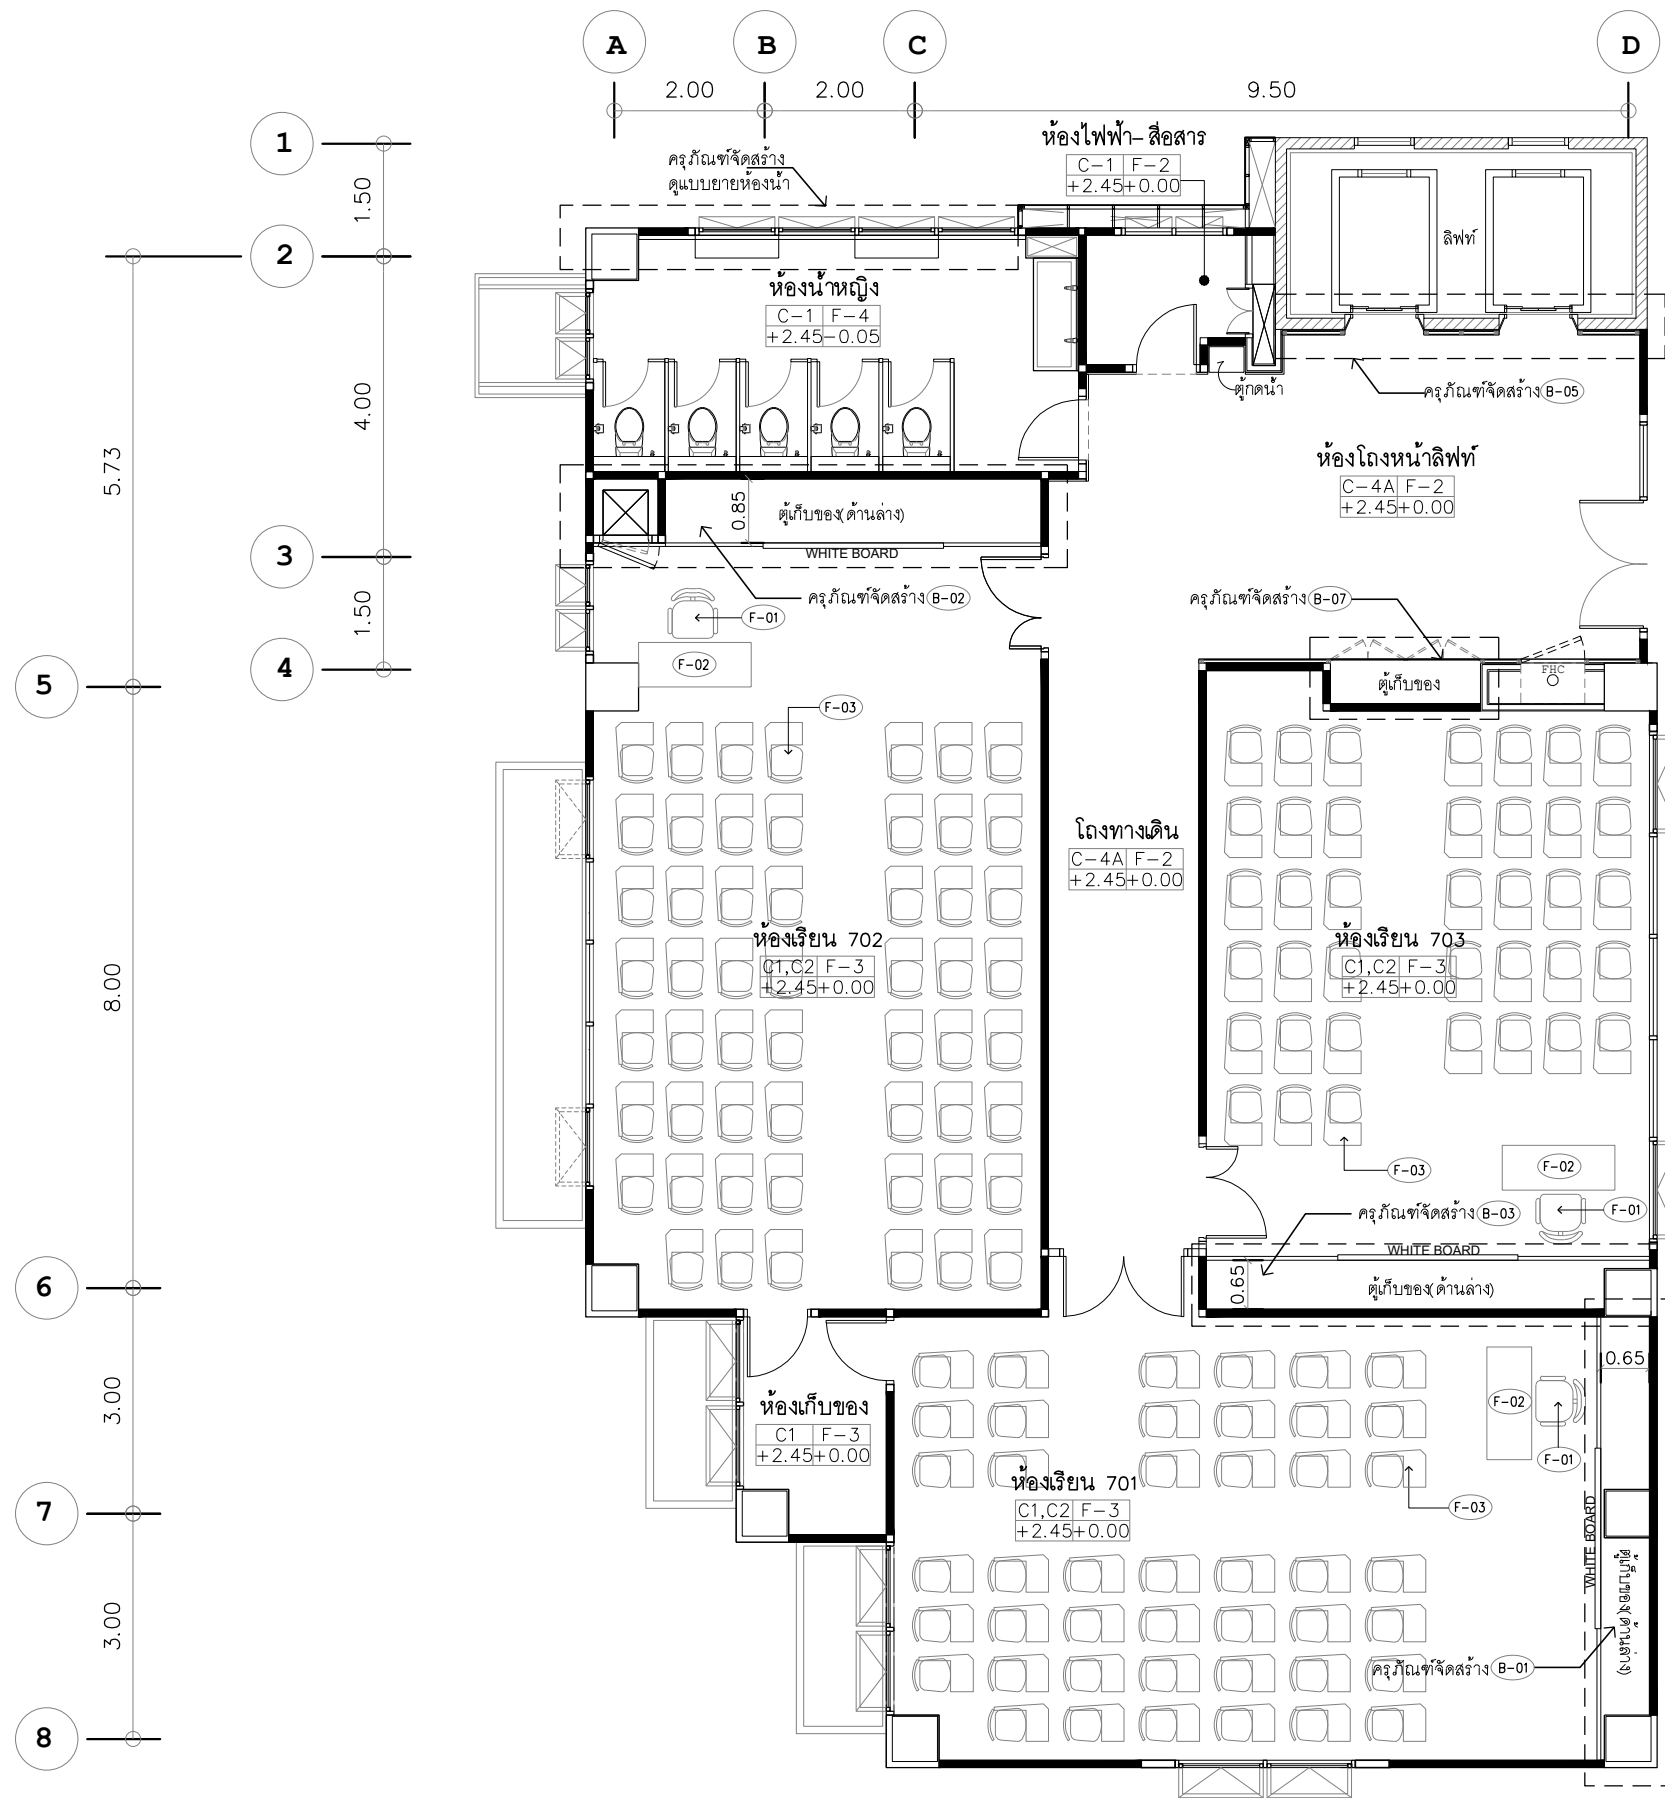 A B C D
2.00 2.00 9.50
1
2
3
4
5
6
7
8
1.50
4.00
1.50
5.73
8.00
3.00
3.00
ห้องไฟฟ้า-สื่อสาร
C-1 F-2
+2.45 +0.00
ครุภัณฑ์จัดสร้าง
ดูแบบขยายห้องน้ำ
ลิฟท์
ห้องน้ำหญิง
C-1 F-4
+2.45 -0.05
ตู้กดน้ำ
ครุภัณฑ์จัดสร้าง B-05
ห้องโถงหน้าลิฟท์
C-4A F-2
+2.45 +0.00
0.85
ตู้เก็บของ(ด้านล่าง)
WHITE BOARD
ครุภัณฑ์จัดสร้าง B-02
ครุภัณฑ์จัดสร้าง B-07
F-01
F-02
F-03
ตู้เก็บของ
FHC
โถงทางเดิน
C-4A F-2
+2.45 +0.00
ห้องเรียน 702
C1,C2 F-3
+2.45 +0.00
ห้องเรียน 703
C1,C2 F-3
+2.45 +0.00
F-03
F-02
F-01
ครุภัณฑ์จัดสร้าง B-03
WHITE BOARD
0.65
ตู้เก็บของ(ด้านล่าง)
0.65
F-02
F-01
ห้องเก็บของ
C1 F-3
+2.45 +0.00
ห้องเรียน 701
C1,C2 F-3
+2.45 +0.00
F-03
WHITE BOARD
ตู้เก็บของ(ด้านล่าง)
ครุภัณฑ์จัดสร้าง B-01